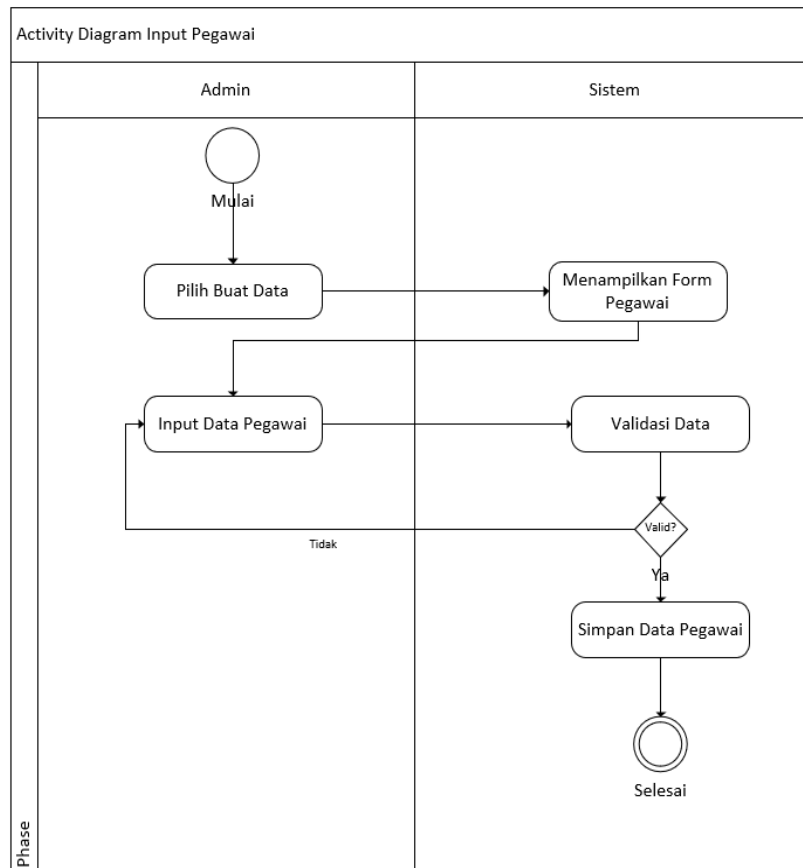 Activity Diagram Input Pegawai
Admin
Sistem
Mulai
Pilih Buat Data
Menampilkan Form
Pegawai
Input Data Pegawai
Validasi Data
Valid?
Tidak
Ya
Simpan Data Pegawai
Selesai
Phase